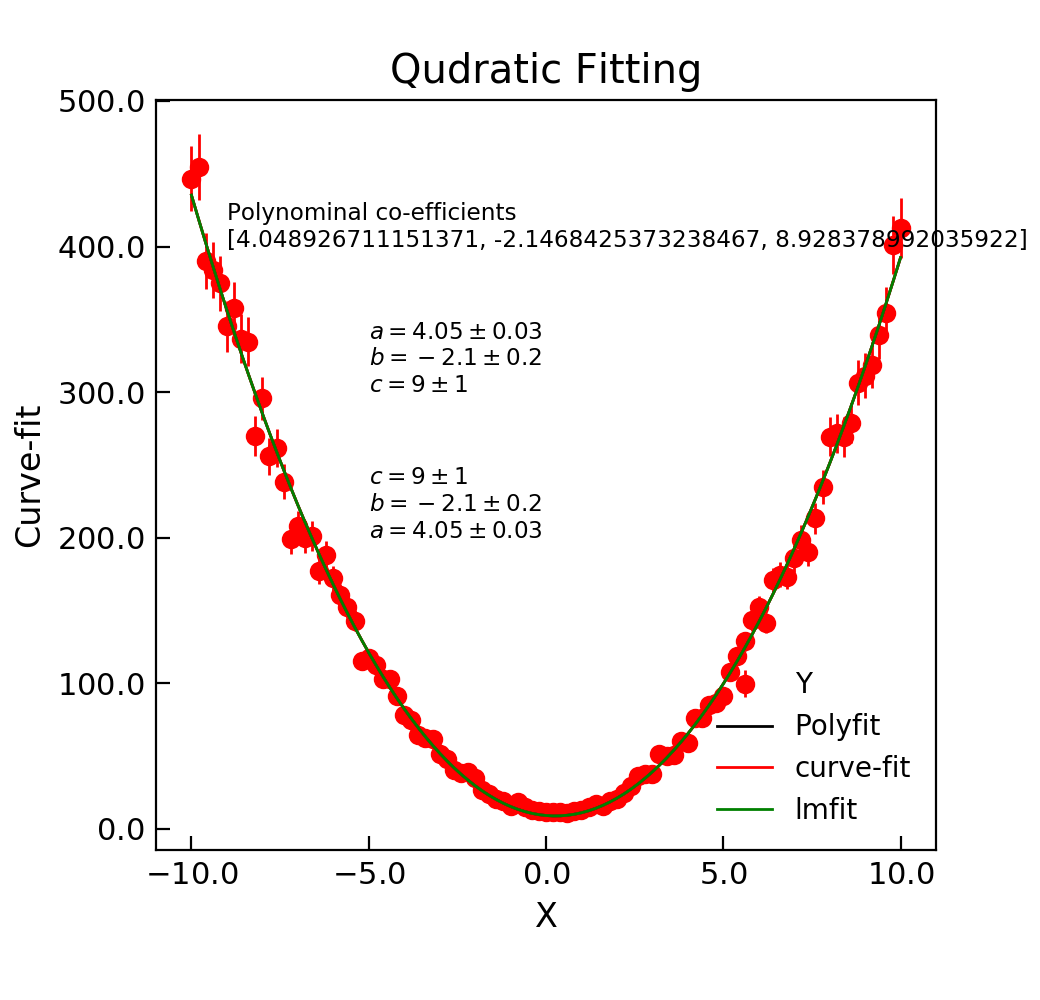 Qudratic Fitting
500.0
400.0
300.0
200.0
100.0
0.0
Curve-fit
Polynominal co-efficients
[4.048926711151371, -2.1468425373238467, 8.928378992035922]
a = 4.05 ± 0.03
b = −2.1 ± 0.2
c = 9 ± 1
c = 9 ± 1
b = −2.1 ± 0.2
a = 4.05 ± 0.03
Y
Polyfit
curve-fit
lmfit
−10.0 −5.0 0.0 5.0 10.0
X